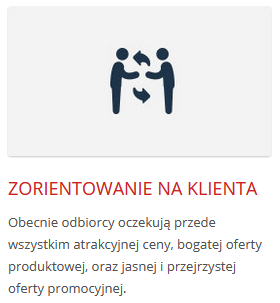 ZORIENTOWANIE NA KLIENTA
Obecnie odbiorcy oczekują przede
wszystkim atrakcyjnej ceny, bogatej oferty
produktowej, oraz jasnej i przejrzystej
oferty promocyjnej.